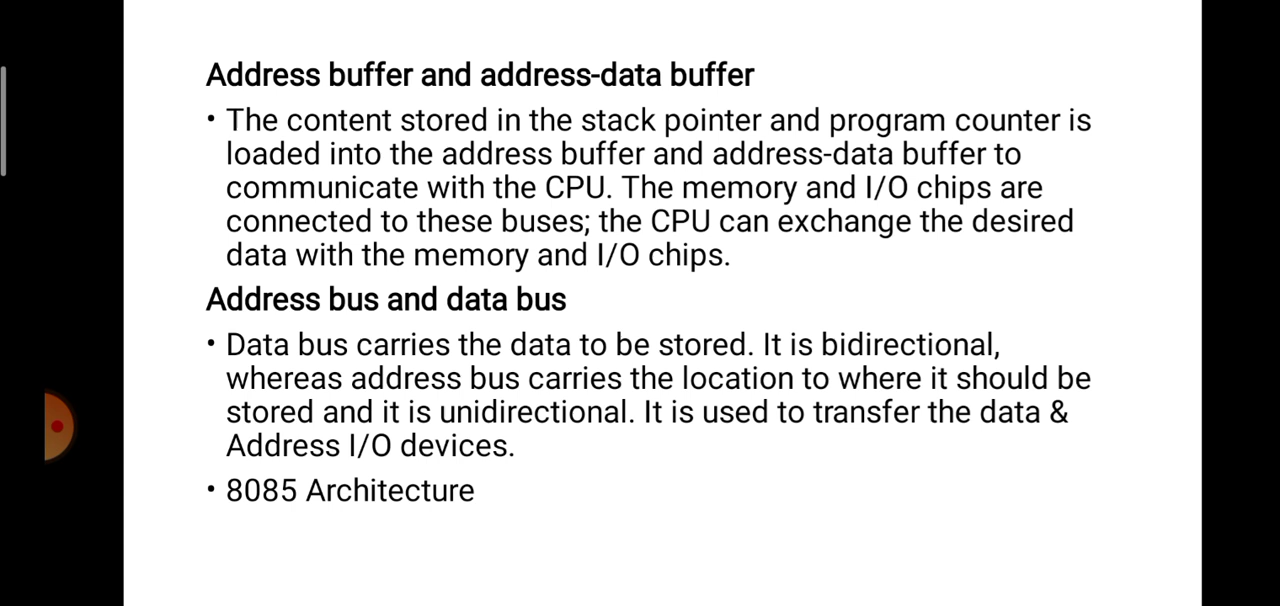 Address buffer and address-data buffer
• The content stored in the stack pointer and program counter is
loaded into the address buffer and address-data buffer to
communicate with the CPU. The memory and I/O chips are
connected to these buses; the CPU can exchange the desired
data with the memory and I/O chips.
Address bus and data bus
• Data bus carries the data to be stored. It is bidirectional,
whereas address bus carries the location to where it should be
stored and it is unidirectional. It is used to transfer the data &
Address I/O devices.
• 8085 Architecture